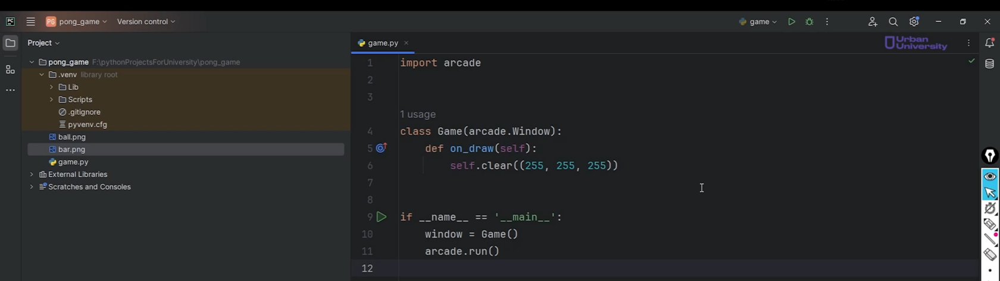 PC
PG pong_game
Version control
game
Project
game.py
Urban University
pong_game F:\pythonProjectsForUniversity\pong_game
.venv library root
Lib
Scripts
.gitignore
pyvenv.cfg
ball.png
bar.png
game.py
External Libraries
Scratches and Consoles
1 import arcade
2
3
1 usage
4 class Game(arcade.Window):
5 def on_draw(self):
6 self.clear((255, 255, 255))
7
8
9 if __name__ == '__main__':
10 window = Game()
11 arcade.run()
12